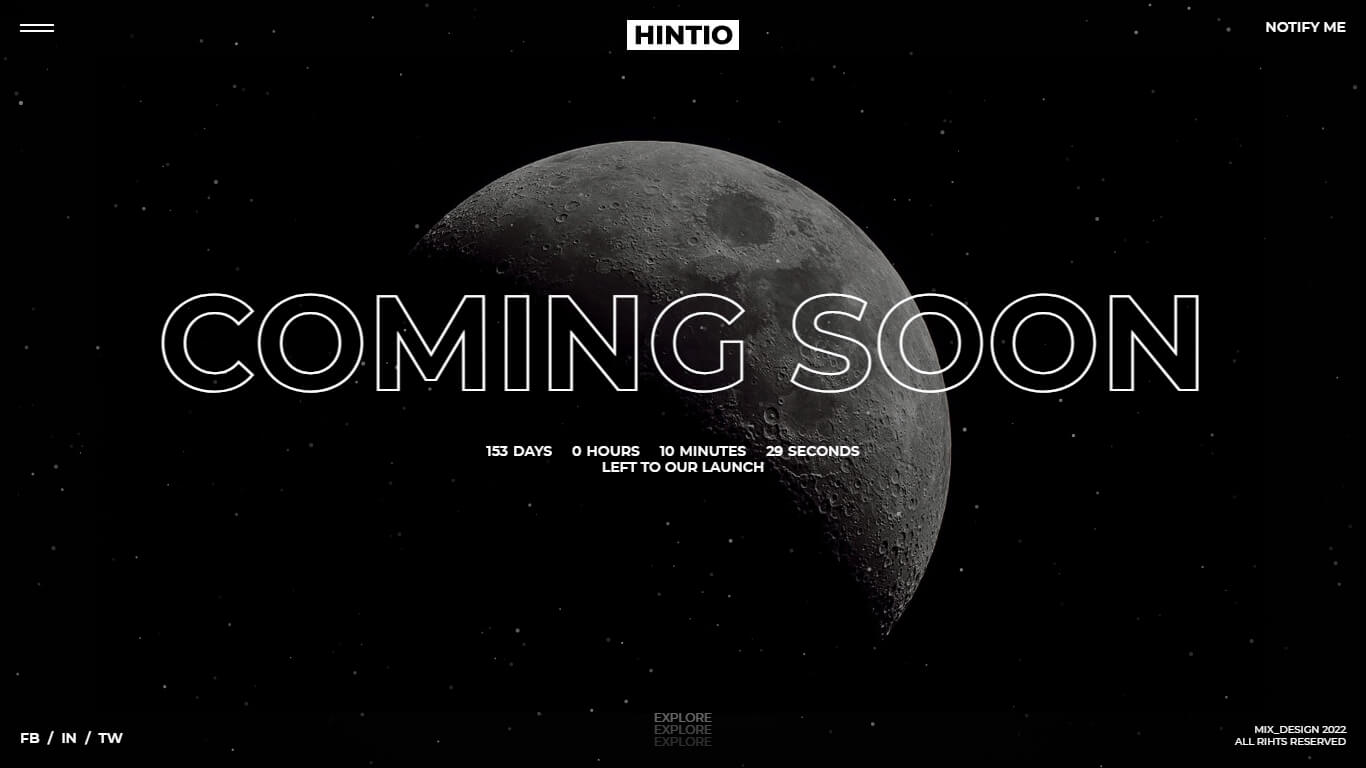 HINTIO
NOTIFY ME
COMING SOON
153 DAYS 0 HOURS 10 MINUTES 29 SECONDS
LEFT TO OUR LAUNCH
EXPLORE
EXPLORE
EXPLORE
FB / IN / TW
MIX_DESIGN 2022
ALL RIHTS RESERVED